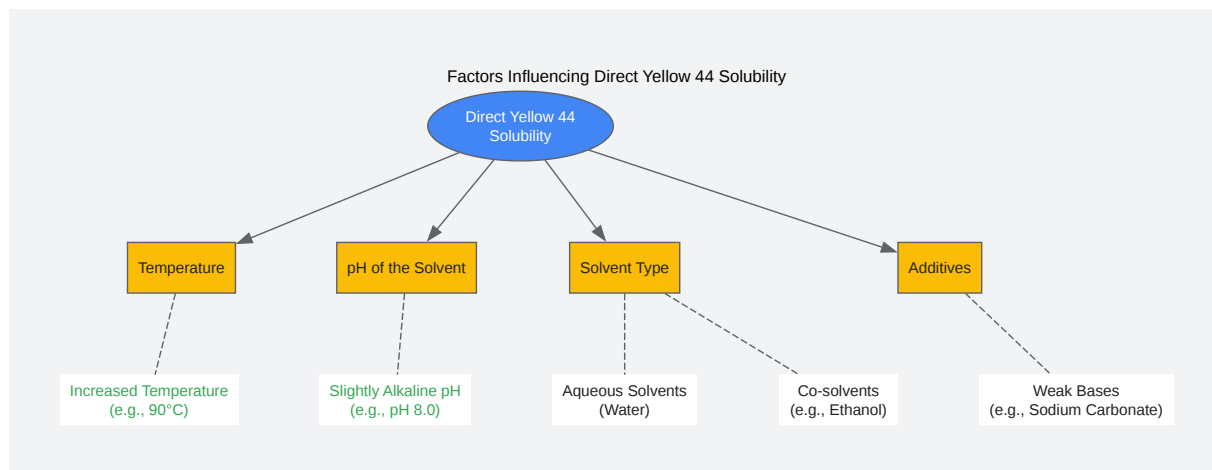 Factors Influencing Direct Yellow 44 Solubility
Direct Yellow 44
Solubility
Temperature
pH of the Solvent
Solvent Type
Additives
Increased Temperature
(e.g., 90°C)
Slightly Alkaline pH
(e.g., pH 8.0)
Aqueous Solvents
(Water)
Co-solvents
(e.g., Ethanol)
Weak Bases
(e.g., Sodium Carbonate)